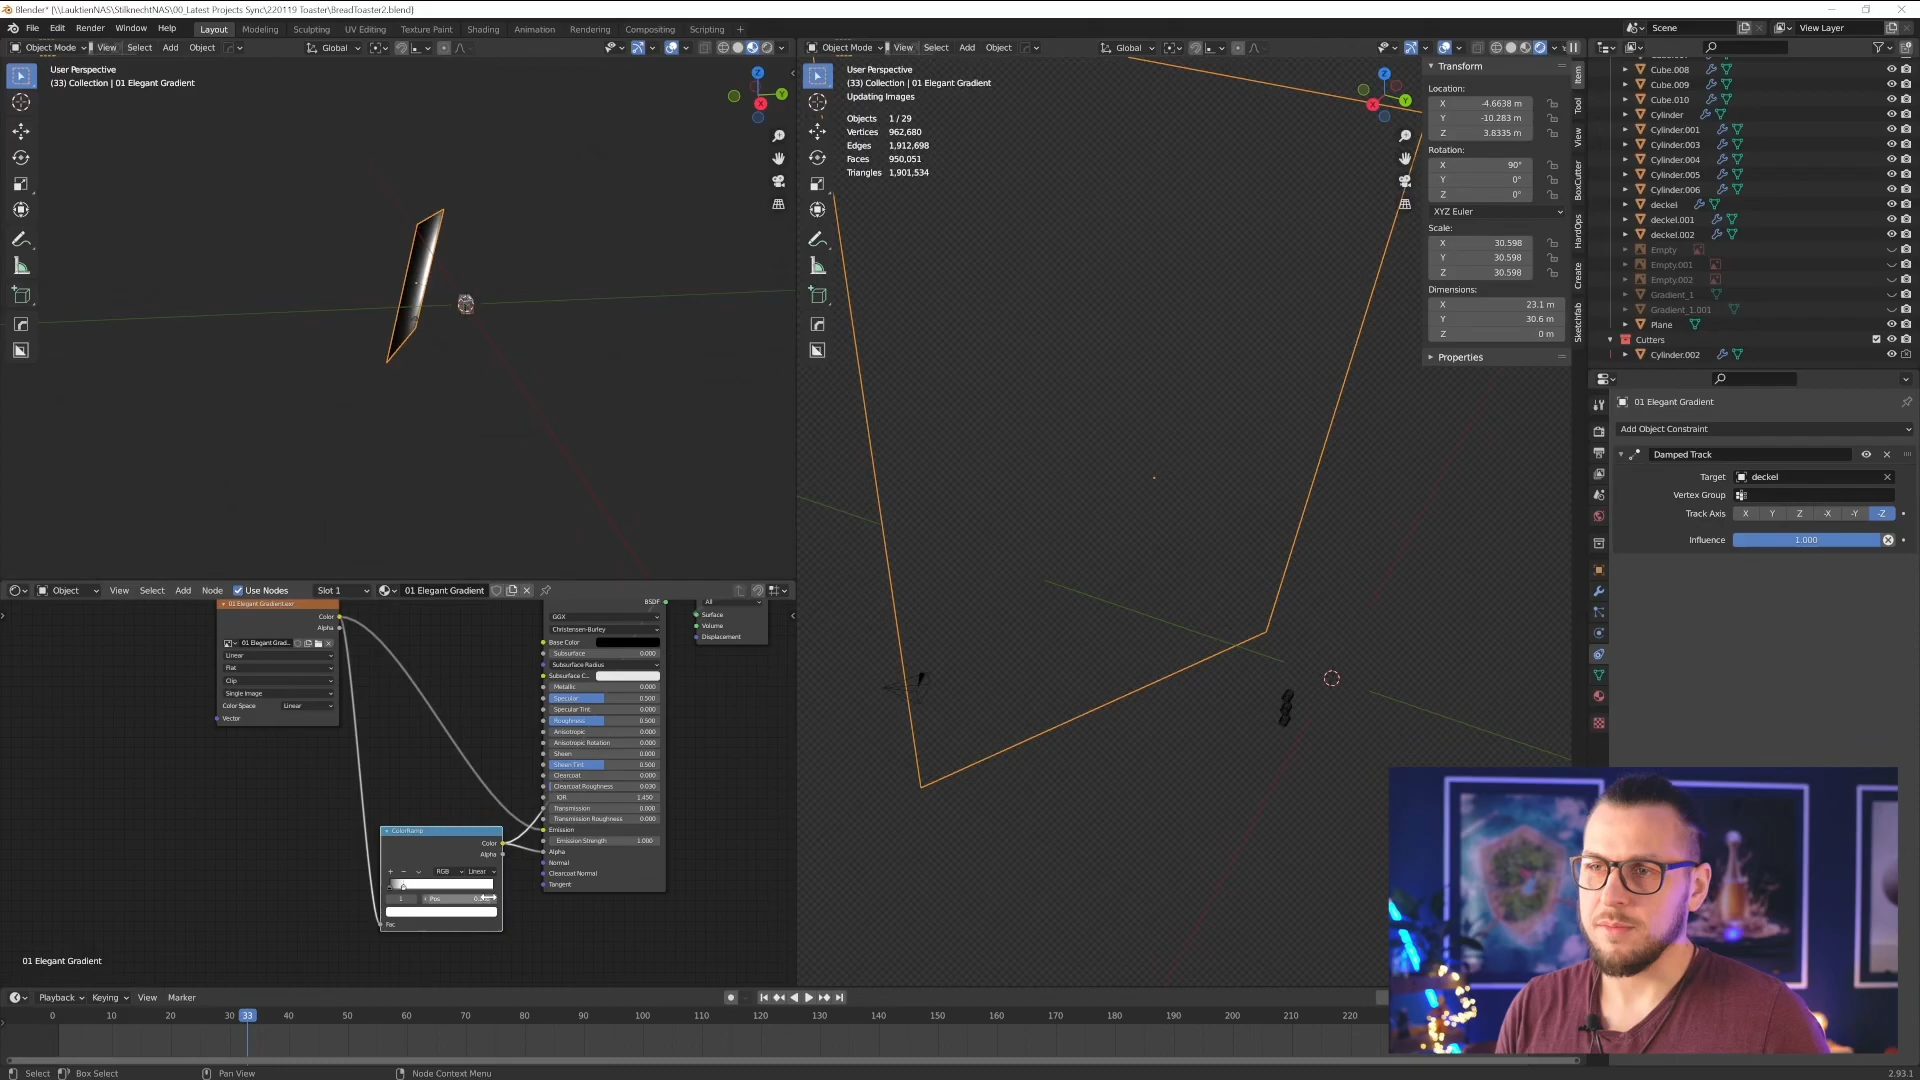 Blender* [\\LauktienNAS\StilknechtNAS\00_Latest Projects Sync\220119 Toaster\BreadToaster2.blend]
File Edit Render Window Help Layout Modeling Sculpting UV Editing Texture Paint Shading Animation Rendering Compositing Scripting + Scene View Layer
Object Mode View Select Add Object Global
Object Mode View Select Add Object Global
User Perspective
(33) Collection | 01 Elegant Gradient
X
Y
Z
User Perspective
(33) Collection | 01 Elegant Gradient
Updating Images
Objects 1 / 29
Vertices 962,680
Edges 1,912,698
Faces 950,051
Triangles 1,901,534
X
Y
Z
Transform
Location:
X -4.6638 m
Y -10.283 m
Z 3.8335 m
Rotation:
X 90°
Y 0°
Z 0°
XYZ Euler
Scale:
X 30.598
Y 30.598
Z 30.598
Dimensions:
X 23.1 m
Y 30.6 m
Z 0 m
Properties
Item
Tool
View
BoxCutter
HardOps
Create
Sketchfab
Cube.008
Cube.009
Cube.010
Cylinder
Cylinder.001
Cylinder.003
Cylinder.004
Cylinder.005
Cylinder.006
deckel
deckel.001
deckel.002
Empty
Empty.001
Empty.002
Gradient_1
Gradient_1.001
Plane
Cutters
Cylinder.002
01 Elegant Gradient
Add Object Constraint
Damped Track
Target deckel
Vertex Group
Track Axis X Y Z -X -Y -Z
Influence 1.000
Object View Select Add Node Use Nodes Slot 1 01 Elegant Gradient
01 Elegant Gradient.exr
Color
Alpha
01 Elegant Grad...
Linear
Flat
Clip
Single Image
Color Space Linear
Vector
BSDF
GGX
Christensen-Burley
Base Color
Subsurface 0.000
Subsurface Radius
Subsurface C...
Metallic 0.000
Specular 0.500
Specular Tint 0.000
Roughness 0.500
Anisotropic 0.000
Anisotropic Rotation 0.000
Sheen 0.000
Sheen Tint 0.500
Clearcoat 0.000
Clearcoat Roughness 0.030
IOR 1.450
Transmission 0.000
Transmission Roughness 0.000
Emission
Emission Strength 1.000
Alpha
Normal
Clearcoat Normal
Tangent
All
Surface
Volume
Displacement
ColorRamp
Color
Alpha
+ − RGB Linear
1 Pos
Fac
01 Elegant Gradient
Playback Keying View Marker
0 10 20 30 33 40 50 60 70 80 90 100 110 120 130 140 150 160 170 180 190 200 210 220
Select Box Select Pan View Node Context Menu 2.93.1